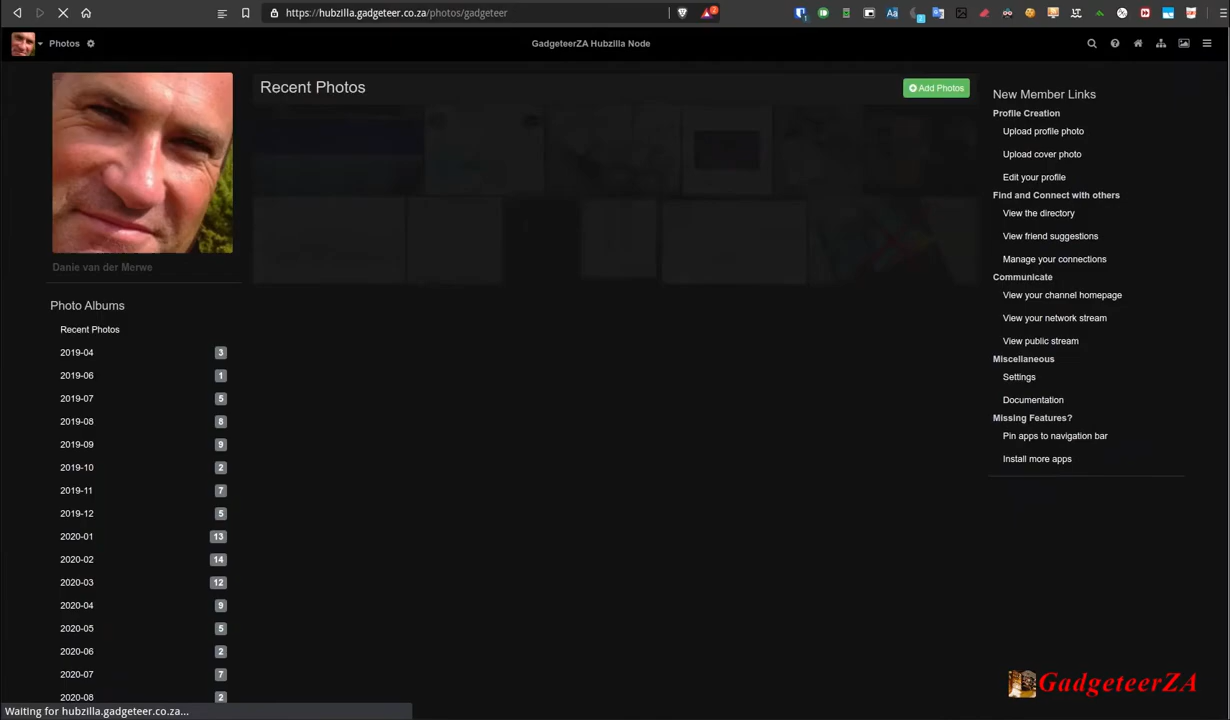 https://hubzilla.gadgeteer.co.za/photos/gadgeteer
2
Photos
GadgeteerZA Hubzilla Node
Recent Photos
Add Photos
Danie van der Merwe
Photo Albums
Recent Photos
2019-04 3
2019-06 1
2019-07 5
2019-08 8
2019-09 9
2019-10 2
2019-11 7
2019-12 5
2020-01 13
2020-02 14
2020-03 12
2020-04 9
2020-05 5
2020-06 2
2020-07 7
2020-08 2
New Member Links
Profile Creation
Upload profile photo
Upload cover photo
Edit your profile
Find and Connect with others
View the directory
View friend suggestions
Manage your connections
Communicate
View your channel homepage
View your network stream
View public stream
Miscellaneous
Settings
Documentation
Missing Features?
Pin apps to navigation bar
Install more apps
GadgeteerZA
Waiting for hubzilla.gadgeteer.co.za...